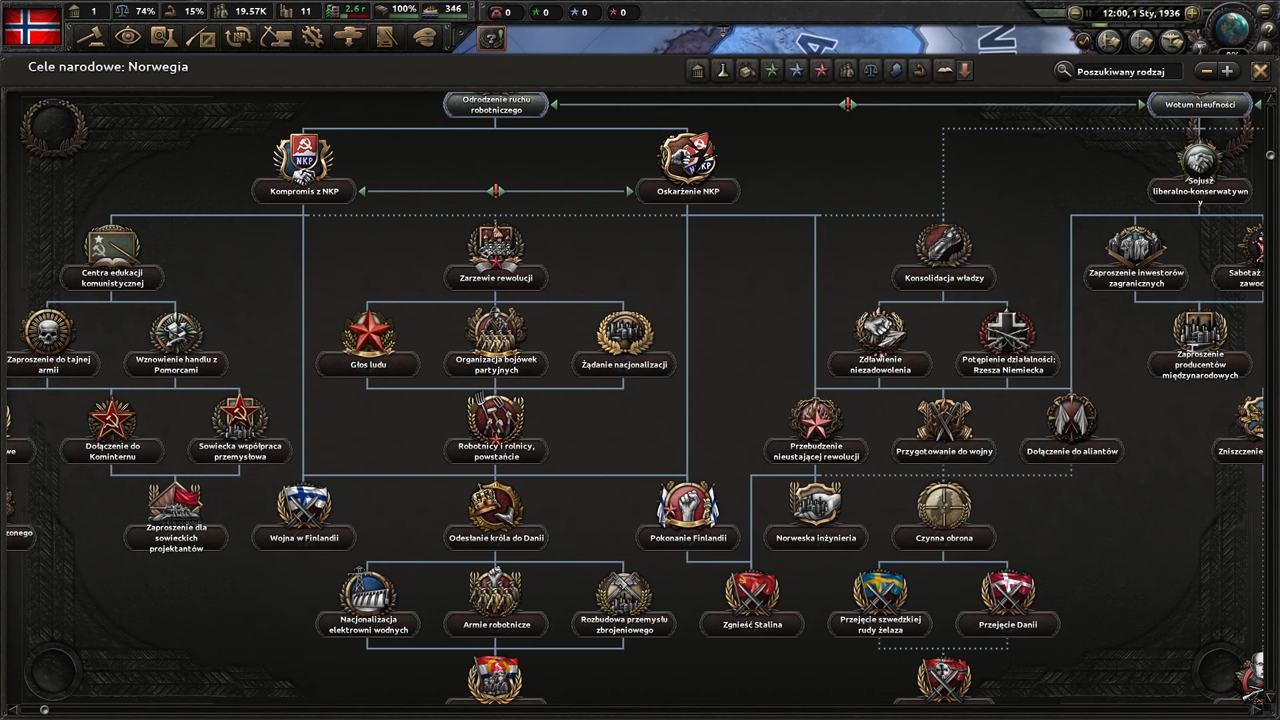 1
74%
15%
19.57K
11
2.6 r
100%
346
0
0
0
0
12:00, 1 Sty, 1936
Cele narodowe: Norwegia
Poszukiwany rodzaj
Odrodzenie ruchu
robotniczego
Wotum nieufności
NKP
Kompromis z NKP
NKP
Oskarżenie NKP
Sojusz
liberalno-konserwatywn
y
Centra edukacji
komunistycznej
Zarzewie rewolucji
Konsolidacja władzy
Zaproszenie inwestorów
zagranicznych
Sabotaż
zawo
Zaproszenie do tajnej
armii
Wznowienie handlu z
Pomorcami
Głos ludu
Organizacja bojówek
partyjnych
Żądanie nacjonalizacji
Zdławienie
niezadowolenia
Potępienie działalności:
Rzesza Niemiecka
Zaproszenie
producentów
międzynarodowych
we
Dołączenie do
Kominternu
Sowiecka współpraca
przemysłowa
Robotnicy i rolnicy,
powstańcie
Przebudzenie
nieustającej rewolucji
Przygotowanie do wojny
Dołączenie do aliantów
Zniszczenie
zonego
Zaproszenie dla
sowieckich
projektantów
Wojna w Finlandii
Odesłanie króla do Danii
Pokonanie Finlandii
Norweska inżynieria
Czynna obrona
Nacjonalizacja
elektrowni wodnych
Armie robotnicze
Rozbudowa przemysłu
zbrojeniowego
Zgnieść Stalina
Przejęcie szwedzkiej
rudy żelaza
Przejęcie Danii